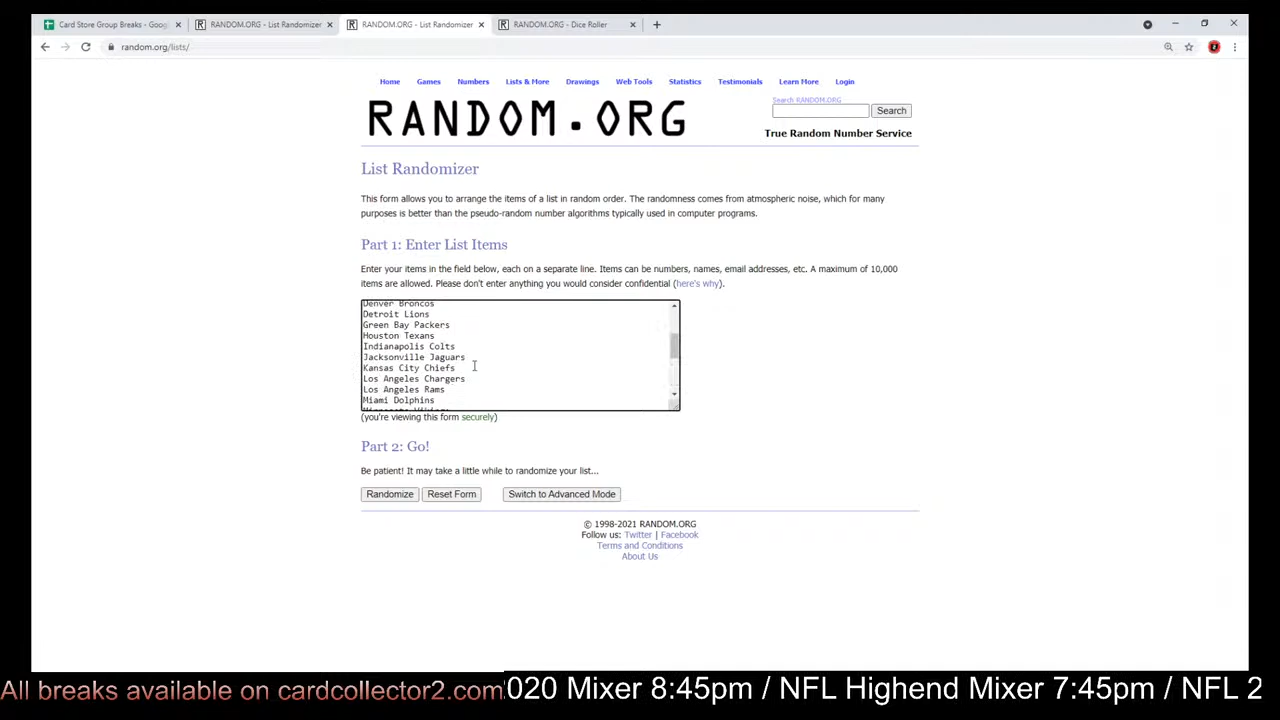 Card Store Group Breaks - Goog
RANDOM.ORG - List Randomizer
RANDOM.ORG - List Randomizer
RANDOM.ORG - Dice Roller
random.org/lists/
Home Games Numbers Lists & More Drawings Web Tools Statistics Testimonials Learn More Login
RANDOM.ORG
Search RANDOM.ORG
Search
True Random Number Service
List Randomizer
This form allows you to arrange the items of a list in random order. The randomness comes from atmospheric noise, which for many
purposes is better than the pseudo-random number algorithms typically used in computer programs.
Part 1: Enter List Items
Enter your items in the field below, each on a separate line. Items can be numbers, names, email addresses, etc. A maximum of 10,000
items are allowed. Please don't enter anything you would consider confidential (here's why).
Denver Broncos
Detroit Lions
Green Bay Packers
Houston Texans
Indianapolis Colts
Jacksonville Jaguars
Kansas City Chiefs
Los Angeles Chargers
Los Angeles Rams
Miami Dolphins
(you're viewing this form securely)
Part 2: Go!
Be patient! It may take a little while to randomize your list...
Randomize Reset Form Switch to Advanced Mode
© 1998-2021 RANDOM.ORG
Follow us: Twitter | Facebook
Terms and Conditions
About Us
All breaks available on cardcollector2.com
2020 Mixer 8:45pm / NFL Highend Mixer 7:45pm / NFL 2